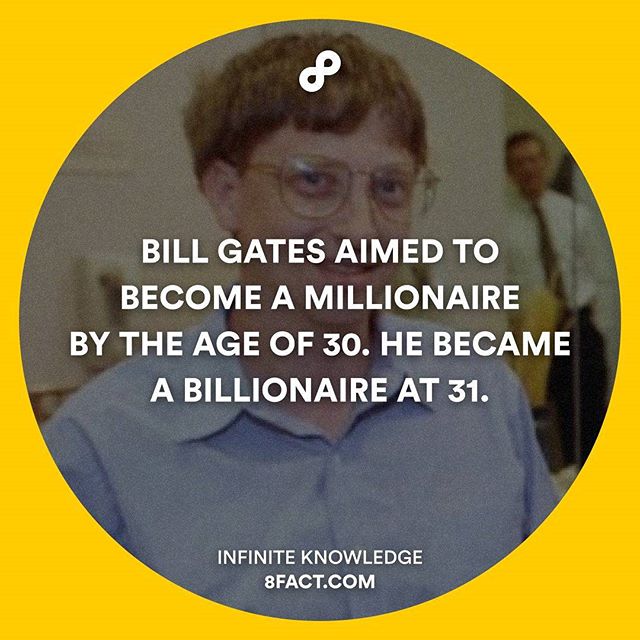 BILL GATES AIMED TO
BECOME A MILLIONAIRE
BY THE AGE OF 30. HE BECAME
A BILLIONAIRE AT 31.
INFINITE KNOWLEDGE
8FACT.COM